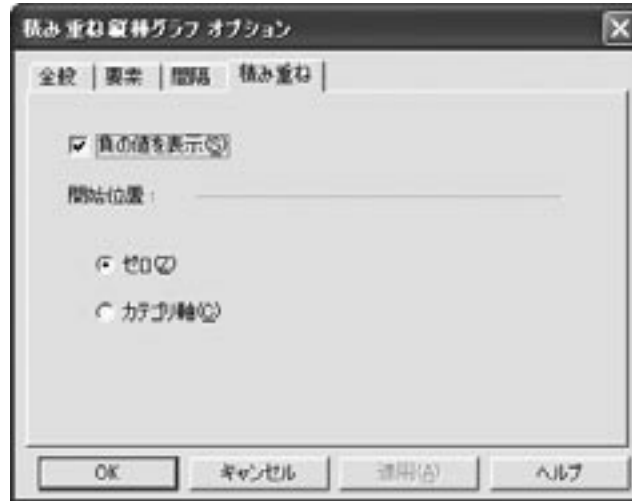 積み重ね縦棒グラフ オプション
全般 要素 間隔 積み重ね
負の値を表示(S)
開始位置:
ゼロ(Z)
カテゴリ軸(C)
OK キャンセル 適用(A) ヘルプ